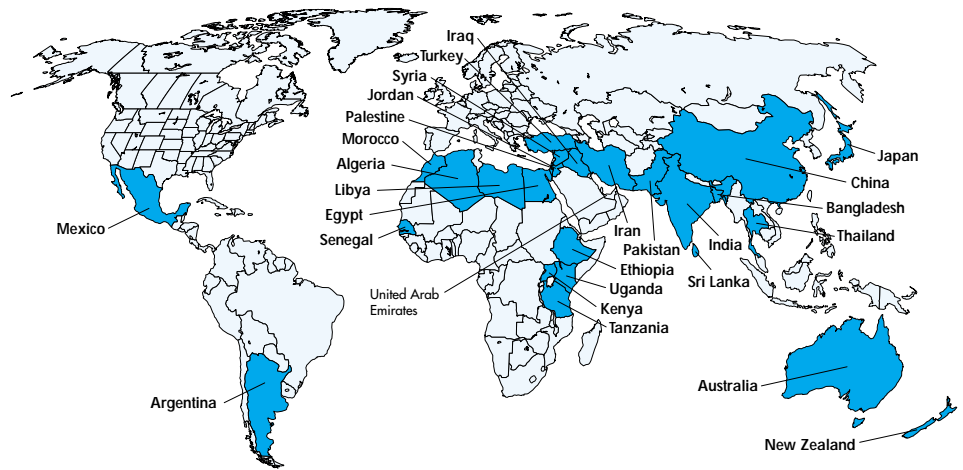 Iraq
Turkey
Syria
Jordan
Palestine
Morocco
Algeria
Libya
Egypt
Senegal
Mexico
Argentina
United Arab
Emirates
Iran
Pakistan
Ethiopia
Uganda
Kenya
Tanzania
India
Sri Lanka
Japan
China
Bangladesh
Thailand
Australia
New Zealand